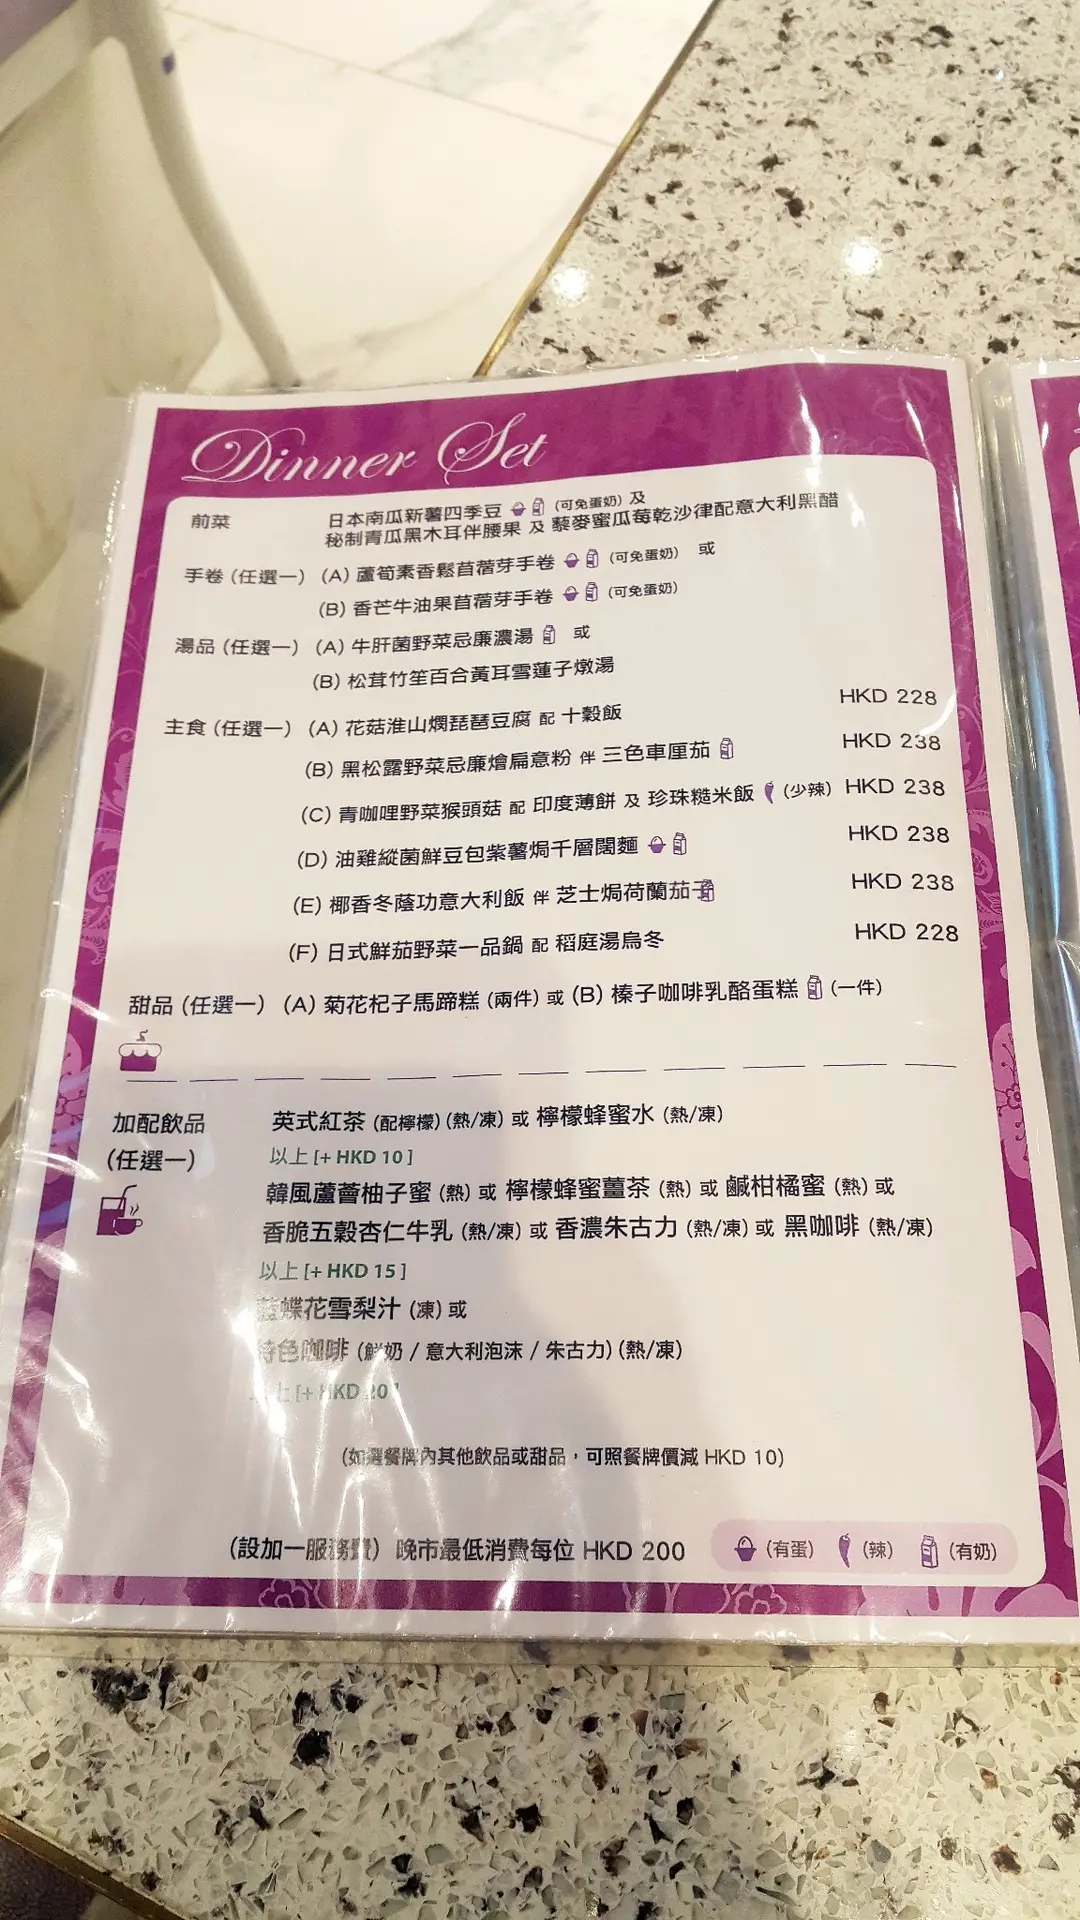 Dinner Set
前菜 日本南瓜新薯四季豆 (可免蛋奶) 及
秘制青瓜黑木耳伴腰果 及 藜麥蜜瓜莓乾沙律配意大利黑醋
手卷 (任選一) (A) 蘆筍素香鬆苜蓿芽手卷 (可免蛋奶) 或
(B) 香芒牛油果苜蓿芽手卷 (可免蛋奶)
湯品 (任選一) (A) 牛肝菌野菜忌廉濃湯 或
(B) 松茸竹笙百合黃耳雪蓮子燉湯
主食 (任選一) (A) 花菇淮山燜琵琶豆腐 配 十穀飯 HKD 228
(B) 黑松露野菜忌廉燴扁意粉 伴 三色車厘茄 HKD 238
(C) 青咖喱野菜猴頭菇 配 印度薄餅 及 珍珠糙米飯 (少辣) HKD 238
(D) 油雞縱菌鮮豆包紫薯焗千層闊麵 HKD 238
(E) 椰香冬蔭功意大利飯 伴 芝士焗荷蘭茄子 HKD 238
(F) 日式鮮茄野菜一品鍋 配 稻庭湯烏冬 HKD 228
甜品 (任選一) (A) 菊花杞子馬蹄糕 (兩件) 或 (B) 榛子咖啡乳酪蛋糕 (一件)
加配飲品 英式紅茶 (配檸檬) (熱/凍) 或 檸檬蜂蜜水 (熱/凍)
(任選一) 以上 [+ HKD 10 ]
韓風蘆薈柚子蜜 (熱) 或 檸檬蜂蜜薑茶 (熱) 或 鹹柑橘蜜 (熱) 或
香脆五穀杏仁牛乳 (熱/凍) 或 香濃朱古力 (熱/凍) 或 黑咖啡 (熱/凍)
以上 [+ HKD 15 ]
藍蝶花雪梨汁 (凍) 或
特色咖啡 (鮮奶 / 意大利泡沫 / 朱古力) (熱/凍)
以上 [+ HKD 20 ]
(如選餐牌內其他飲品或甜品，可照餐牌價減 HKD 10)
(設加一服務費) 晚市最低消費每位 HKD 200 (有蛋) (辣) (有奶)